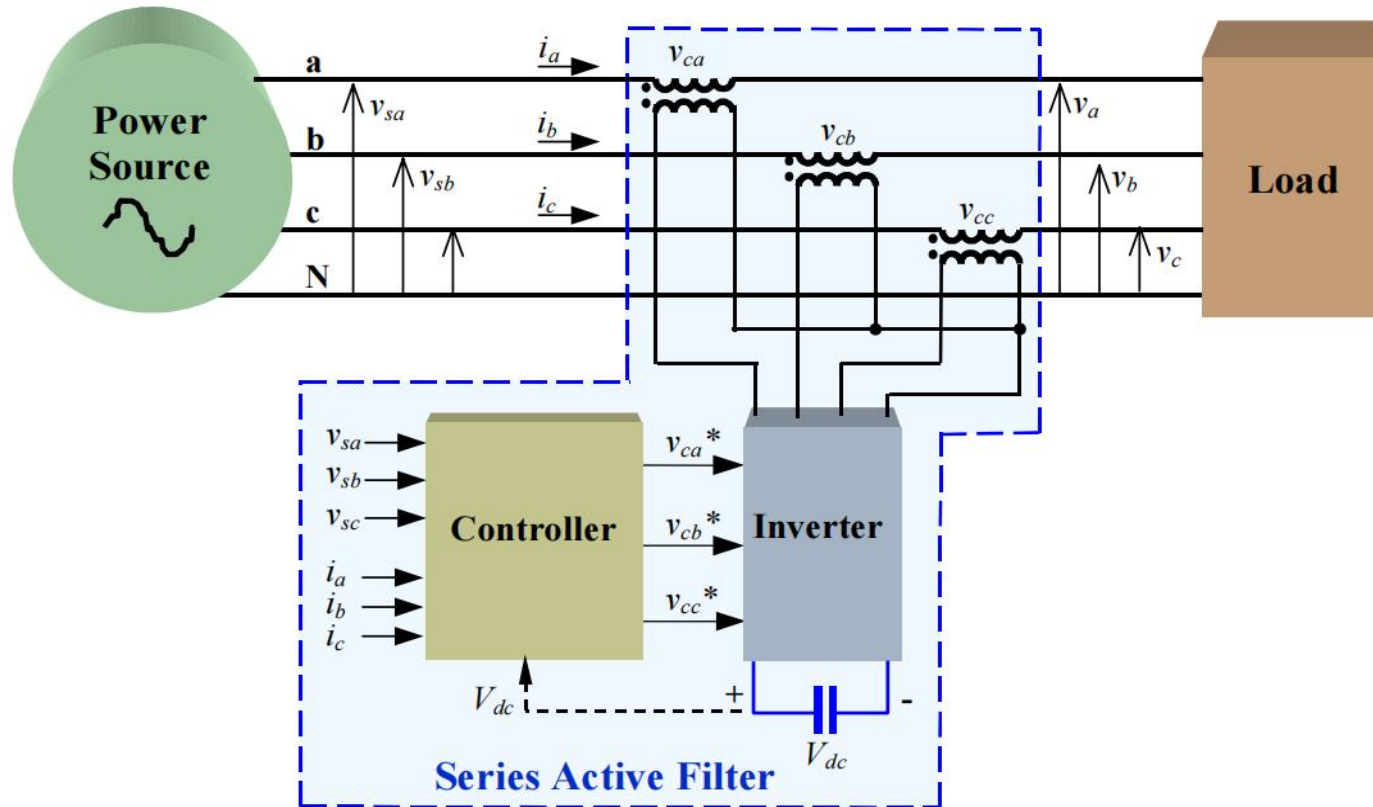 a
i_a
v_ca
Power
Source
v_sa
v_a
b
i_b
v_cb
v_sb
v_b
Load
c
i_c
v_cc
v_c
N
v_sa
v_sb
v_sc
i_a
i_b
i_c
Controller
v_ca*
v_cb*
v_cc*
Inverter
V_dc
+
-
V_dc
Series Active Filter